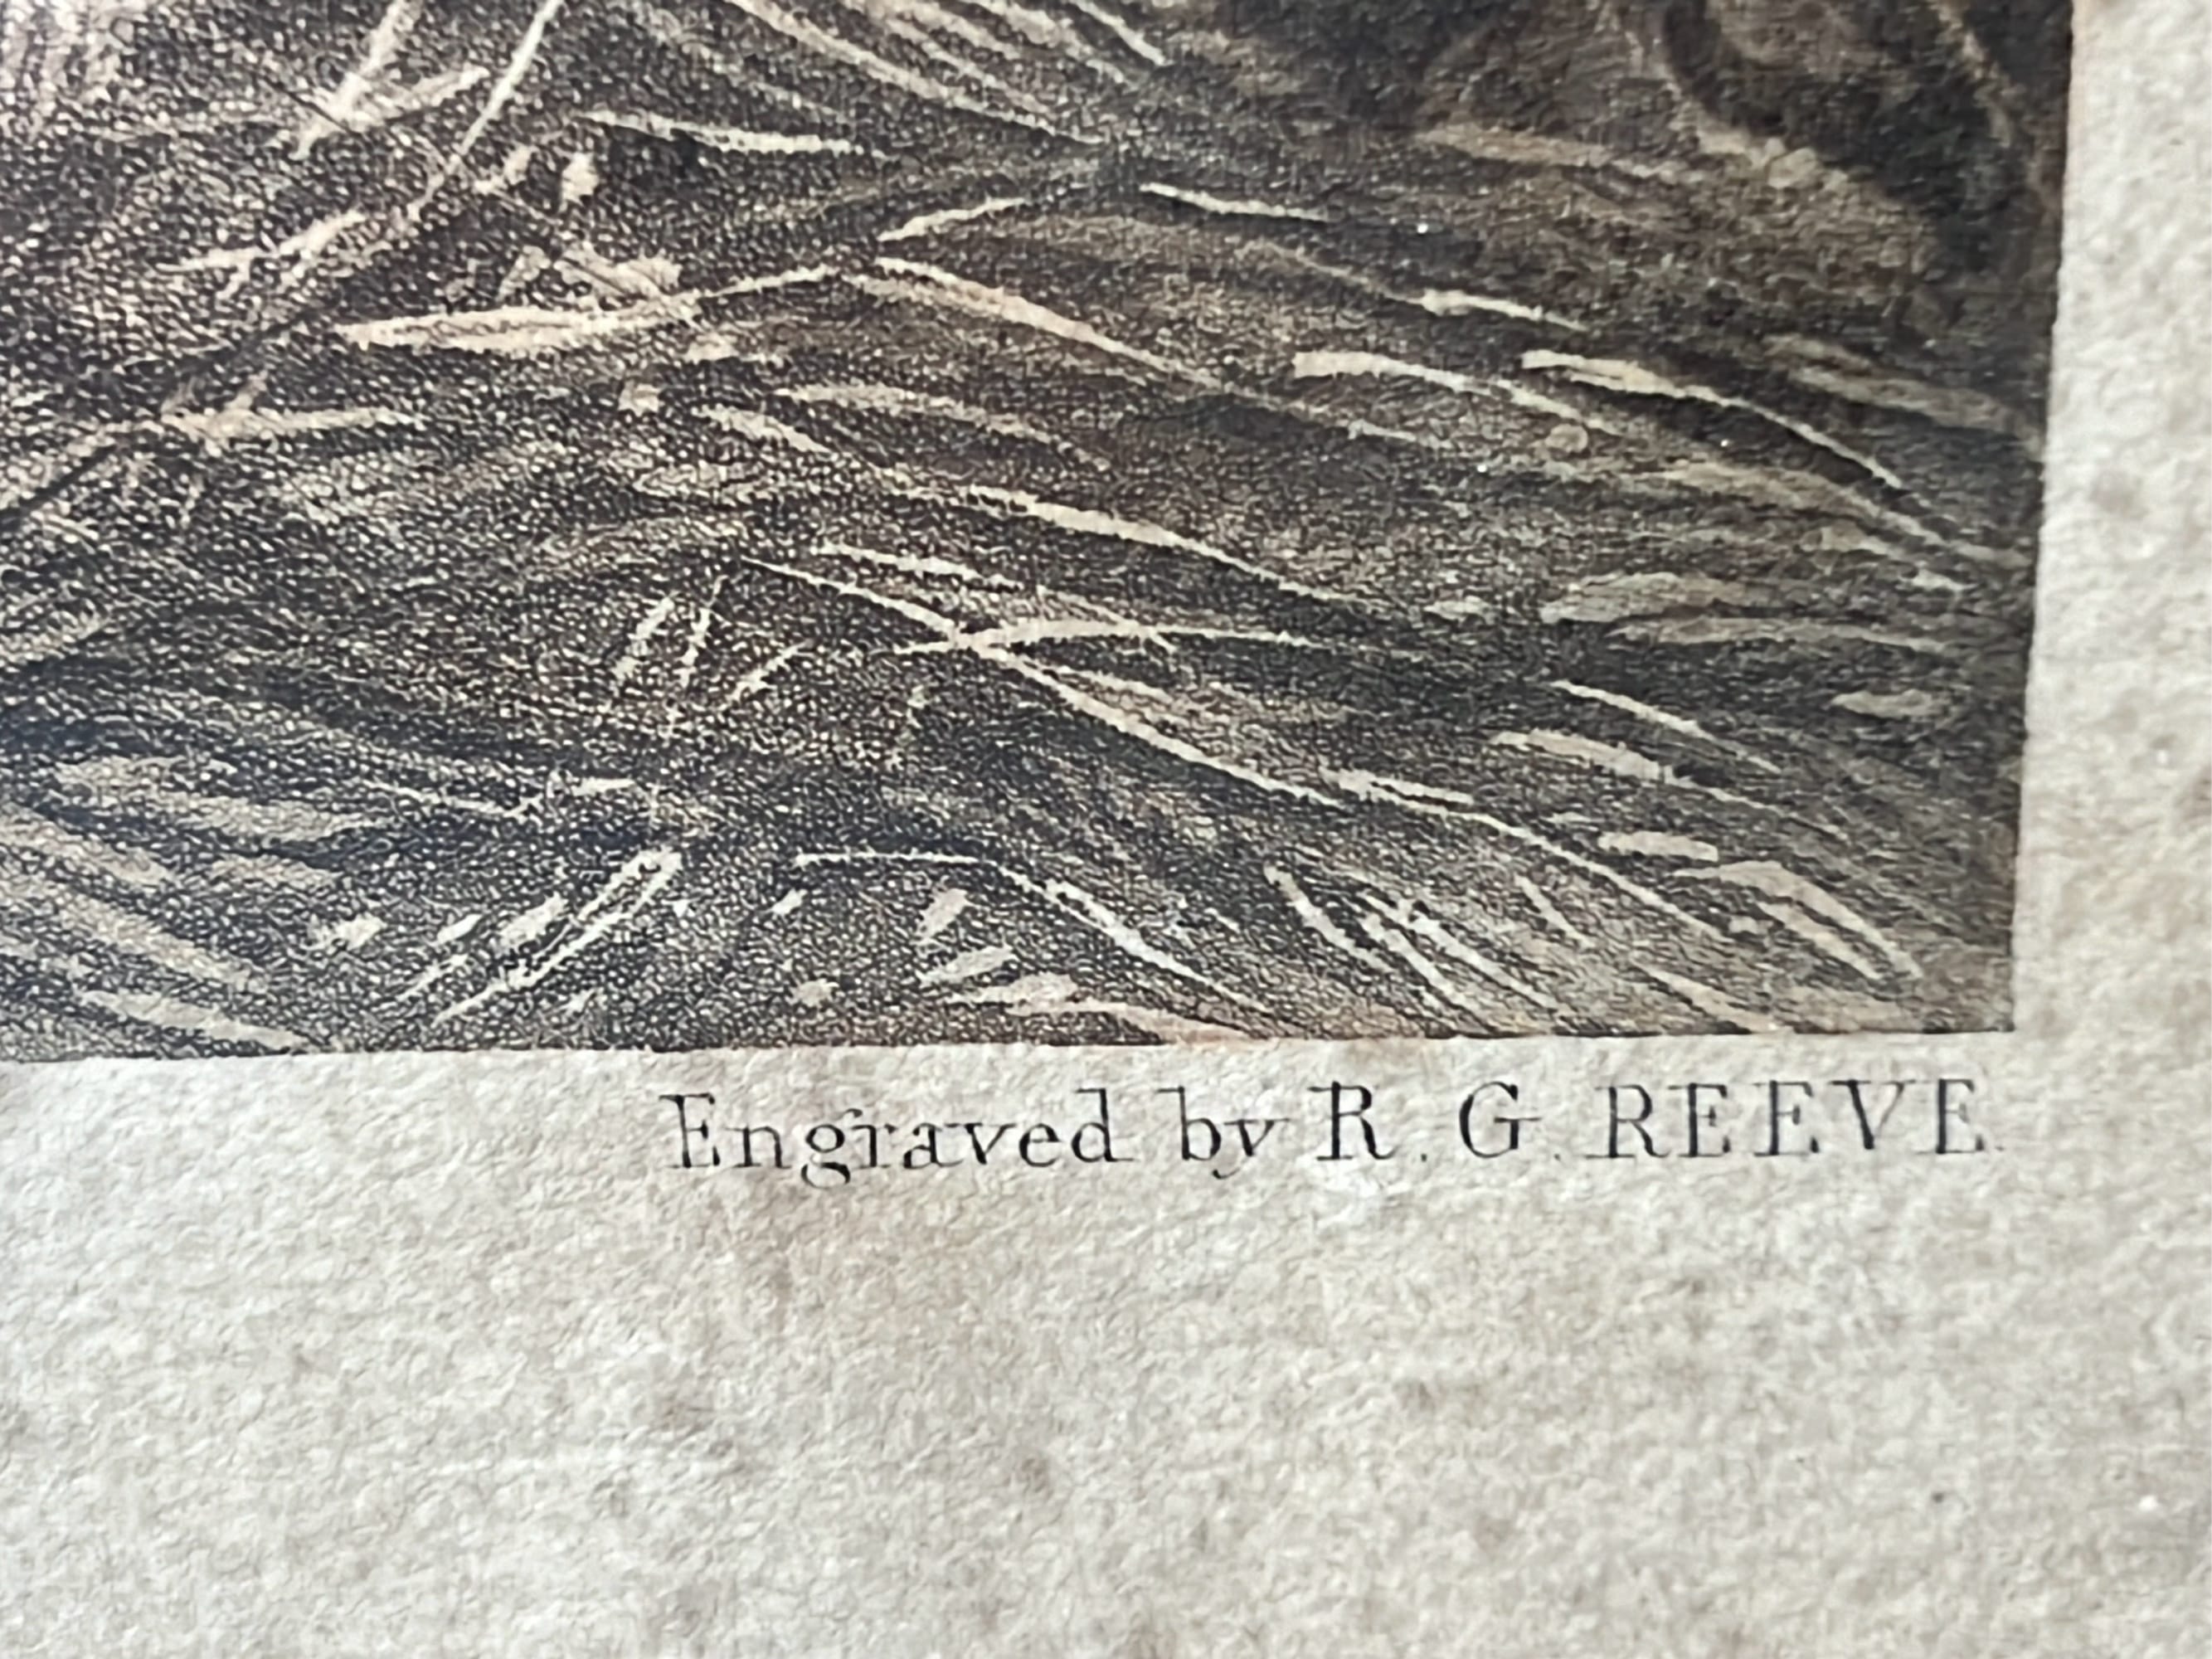 Engraved by R. G. REEVE.